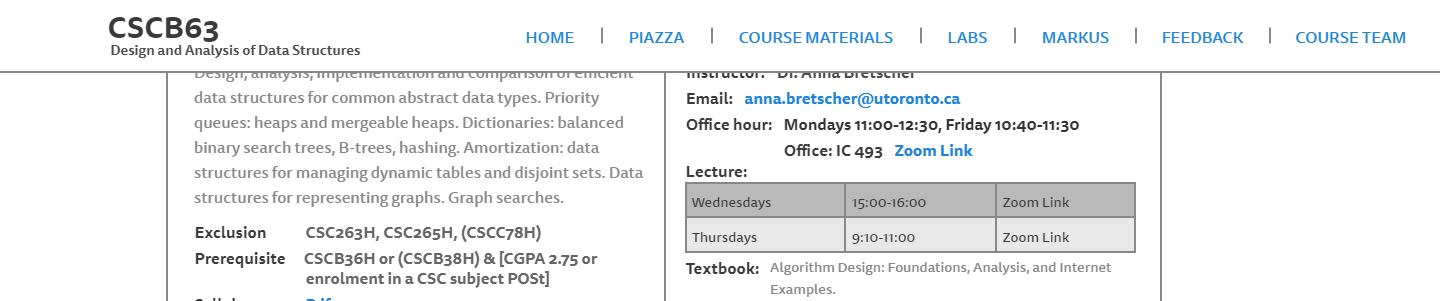 CSCB63
Design and Analysis of Data Structures
HOME | PIAZZA | COURSE MATERIALS | LABS | MARKUS | FEEDBACK | COURSE TEAM
Design, analysis, implementation and comparison of efficient
data structures for common abstract data types. Priority
queues: heaps and mergeable heaps. Dictionaries: balanced
binary search trees, B-trees, hashing. Amortization: data
structures for managing dynamic tables and disjoint sets. Data
structures for representing graphs. Graph searches.
Exclusion CSC263H, CSC265H, (CSCC78H)
Prerequisite CSCB36H or (CSCB38H) & [CGPA 2.75 or
enrolment in a CSC subject POSt]
Instructor: Dr. Anna Bretscher
Email: anna.bretscher@utoronto.ca
Office hour: Mondays 11:00-12:30, Friday 10:40-11:30
Office: IC 493 Zoom Link
Lecture:
Wednesdays 15:00-16:00 Zoom Link
Thursdays 9:10-11:00 Zoom Link
Textbook: Algorithm Design: Foundations, Analysis, and Internet
Examples.